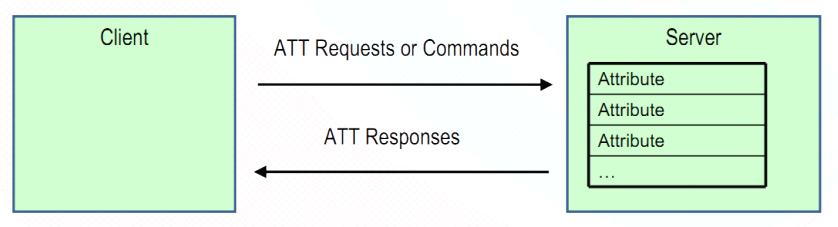 Client
ATT Requests or Commands
ATT Responses
Server
Attribute
Attribute
Attribute
...